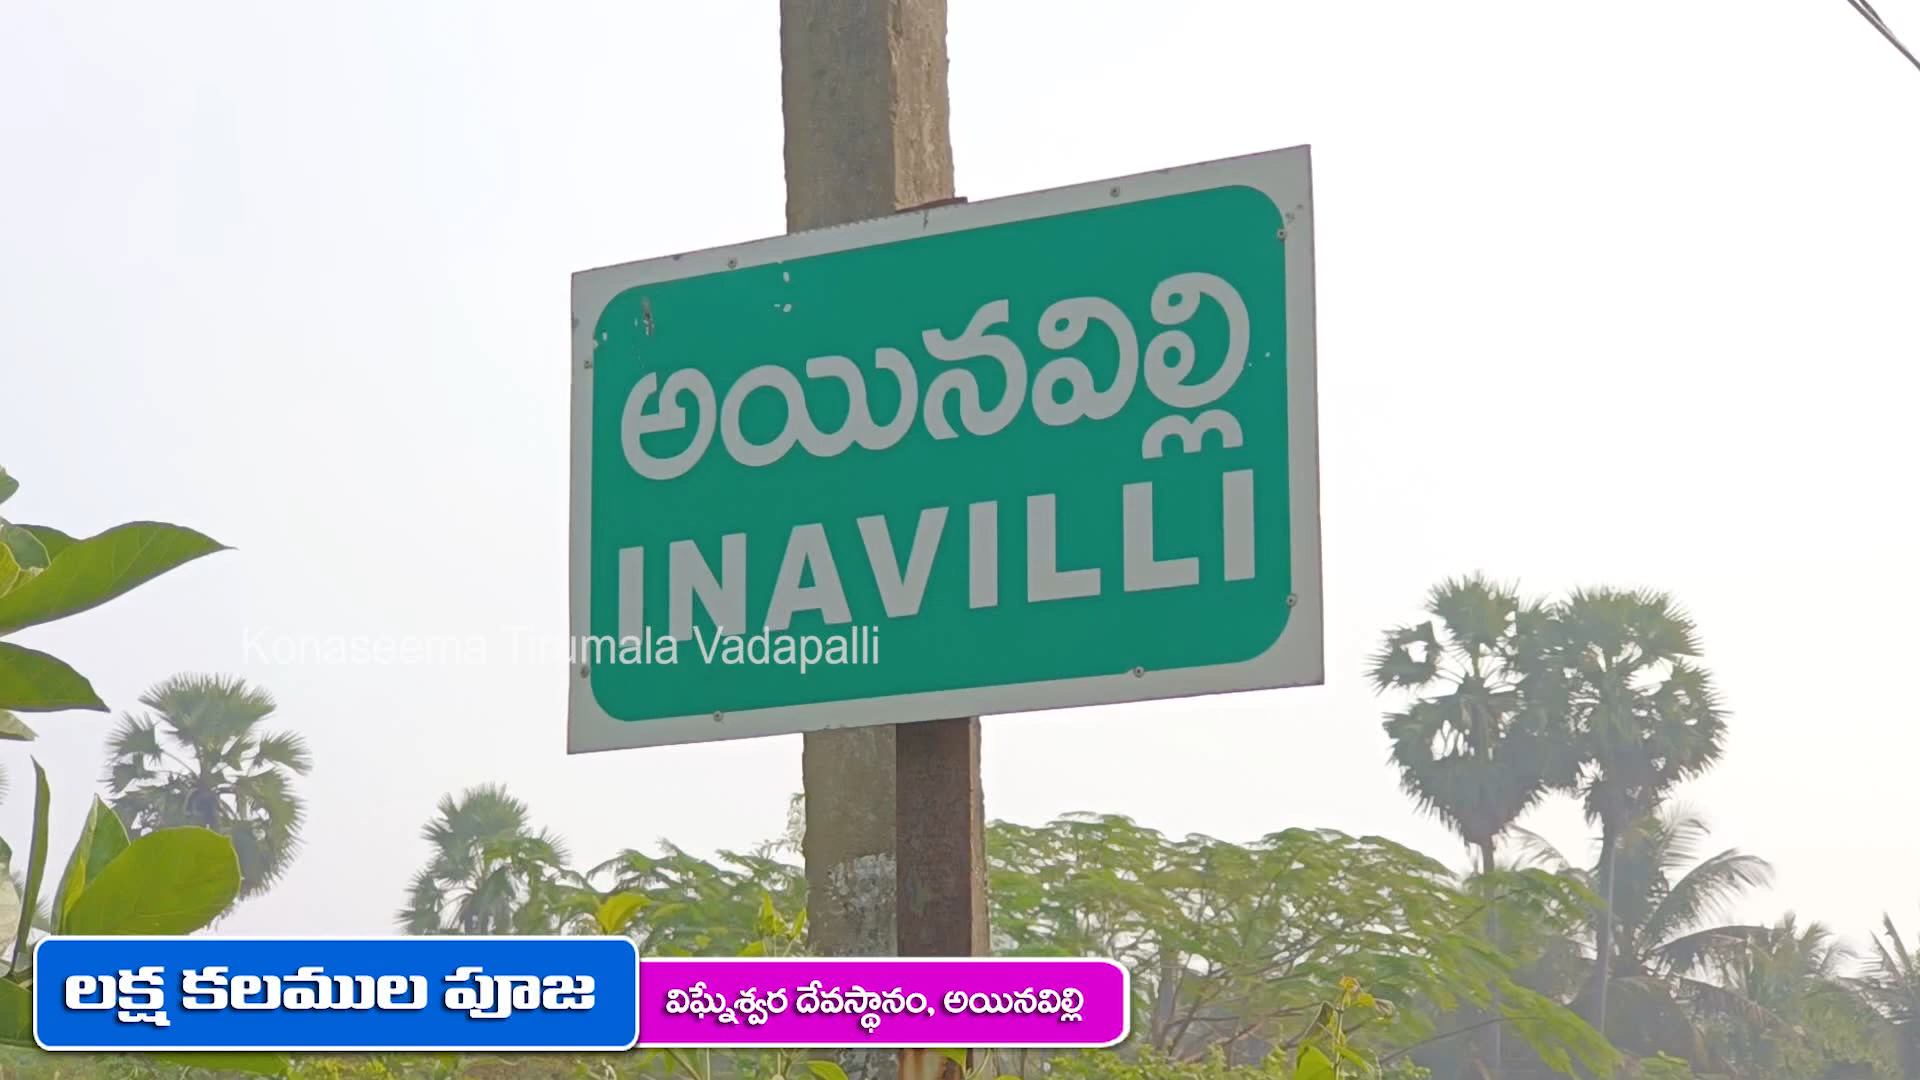 అయినవిల్లి
INAVILLI
Konaseema Tirumala Vadapalli
లక్ష కలముల పూజ
విఘ్నేశ్వర దేవస్థానం, అయినవిల్లి